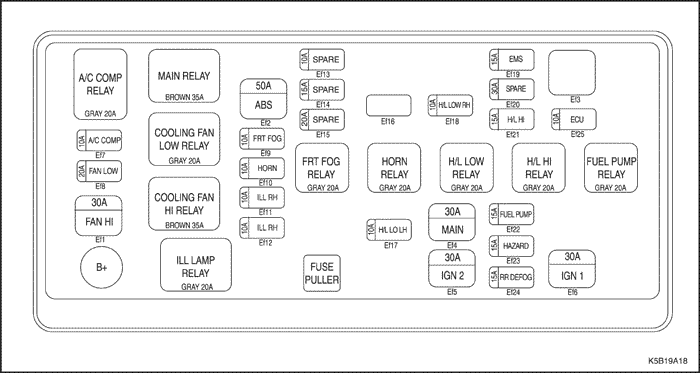 A/C COMP
RELAY
GRAY 20A
MAIN RELAY
BROWN 35A
50A
ABS
Ef2
10A SPARE
Ef13
15A SPARE
Ef14
20A SPARE
Ef15
Ef16
10A H/L LOW RH
Ef18
15A EMS
Ef19
30A SPARE
Ef20
15A H/L HI
Ef21
Ef3
10A ECU
Ef25
10A A/C COMP
Ef7
20A FAN LOW
Ef8
30A
FAN HI
Ef1
B+
COOLING FAN
LOW RELAY
GRAY 20A
COOLING FAN
HI RELAY
BROWN 35A
ILL LAMP
RELAY
GRAY 20A
10A FRT FOG
Ef9
10A HORN
Ef10
10A ILL RH
Ef11
10A ILL RH
Ef12
FRT FOG
RELAY
GRAY 20A
HORN
RELAY
GRAY 20A
H/L LOW
RELAY
GRAY 20A
H/L HI
RELAY
GRAY 20A
FUEL PUMP
RELAY
GRAY 20A
FUSE
PULLER
10A H/L LO LH
Ef17
30A
MAIN
Ef4
30A
IGN 2
Ef5
15A FUEL PUMP
Ef22
15A HAZARD
Ef23
15A RR DEFOG
Ef24
30A
IGN 1
Ef6
K5B19A18